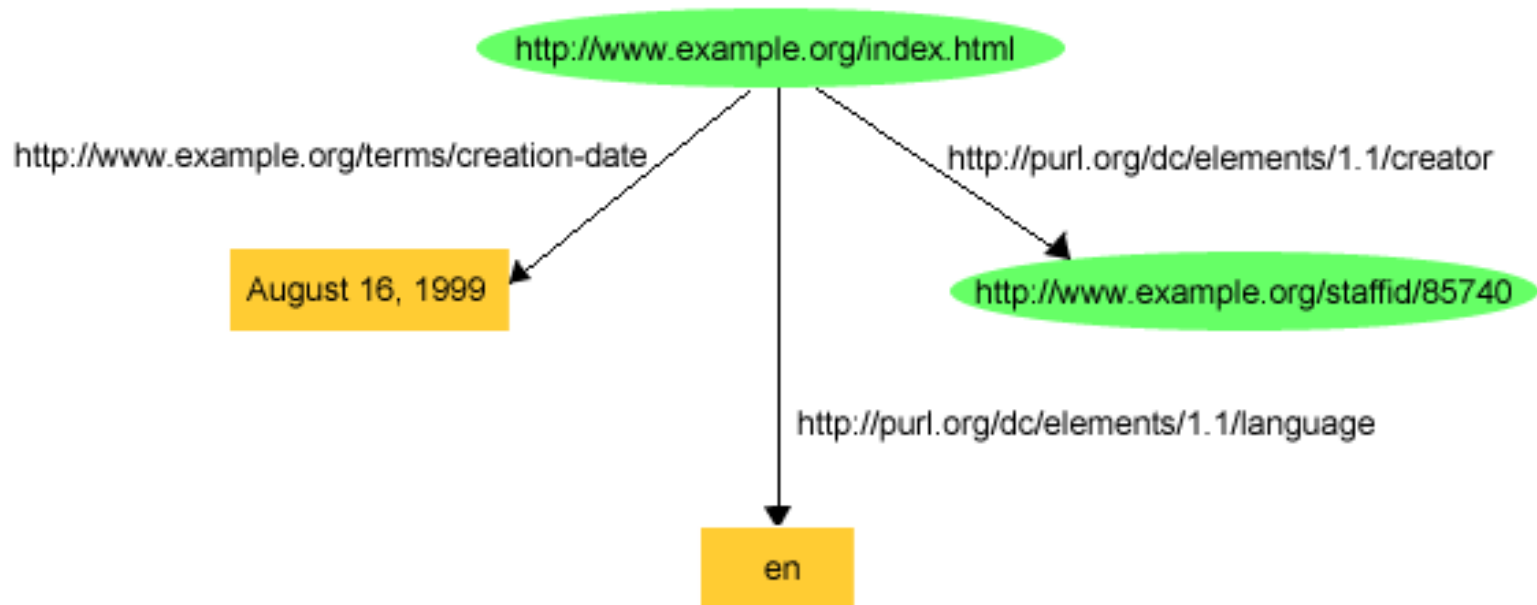 http://www.example.org/index.html
http://www.example.org/terms/creation-date
http://purl.org/dc/elements/1.1/creator
August 16, 1999
http://www.example.org/staffid/85740
http://purl.org/dc/elements/1.1/language
en